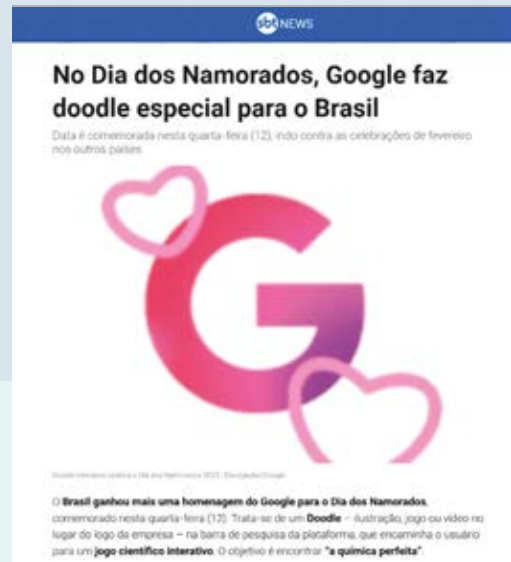 sbt NEWS
No Dia dos Namorados, Google faz
doodle especial para o Brasil
Data é comemorada nesta quarta-feira (12), indo contra as celebrações de fevereiro
nos outros países
G
O Brasil ganhou mais uma homenagem do Google para o Dia dos Namorados,
comemorado nesta quarta-feira (12). Trata-se de um Doodle – ilustração, jogo ou vídeo no
lugar do logo da empresa – na barra de pesquisa da plataforma, que encaminha o usuário
para um jogo científico interativo. O objetivo é encontrar "a química perfeita".